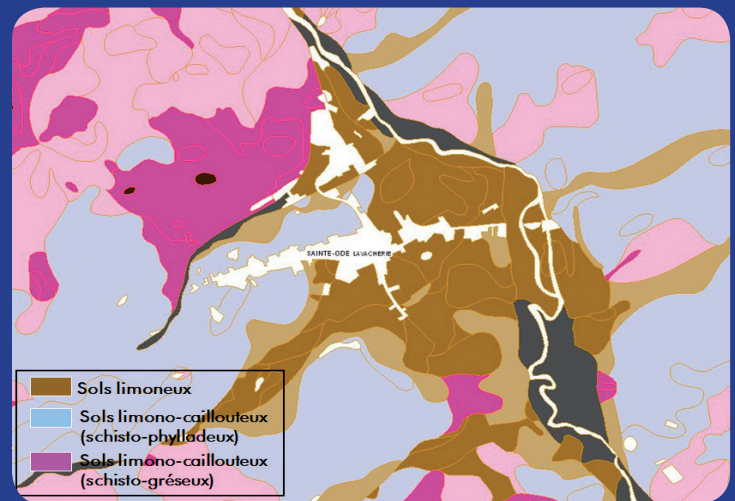 SAINTE-ODE LAVACHERIE
Sols limoneux
Sols limono-caillouteux
(schisto-phylladeux)
Sols limono-caillouteux
(schisto-gréseux)